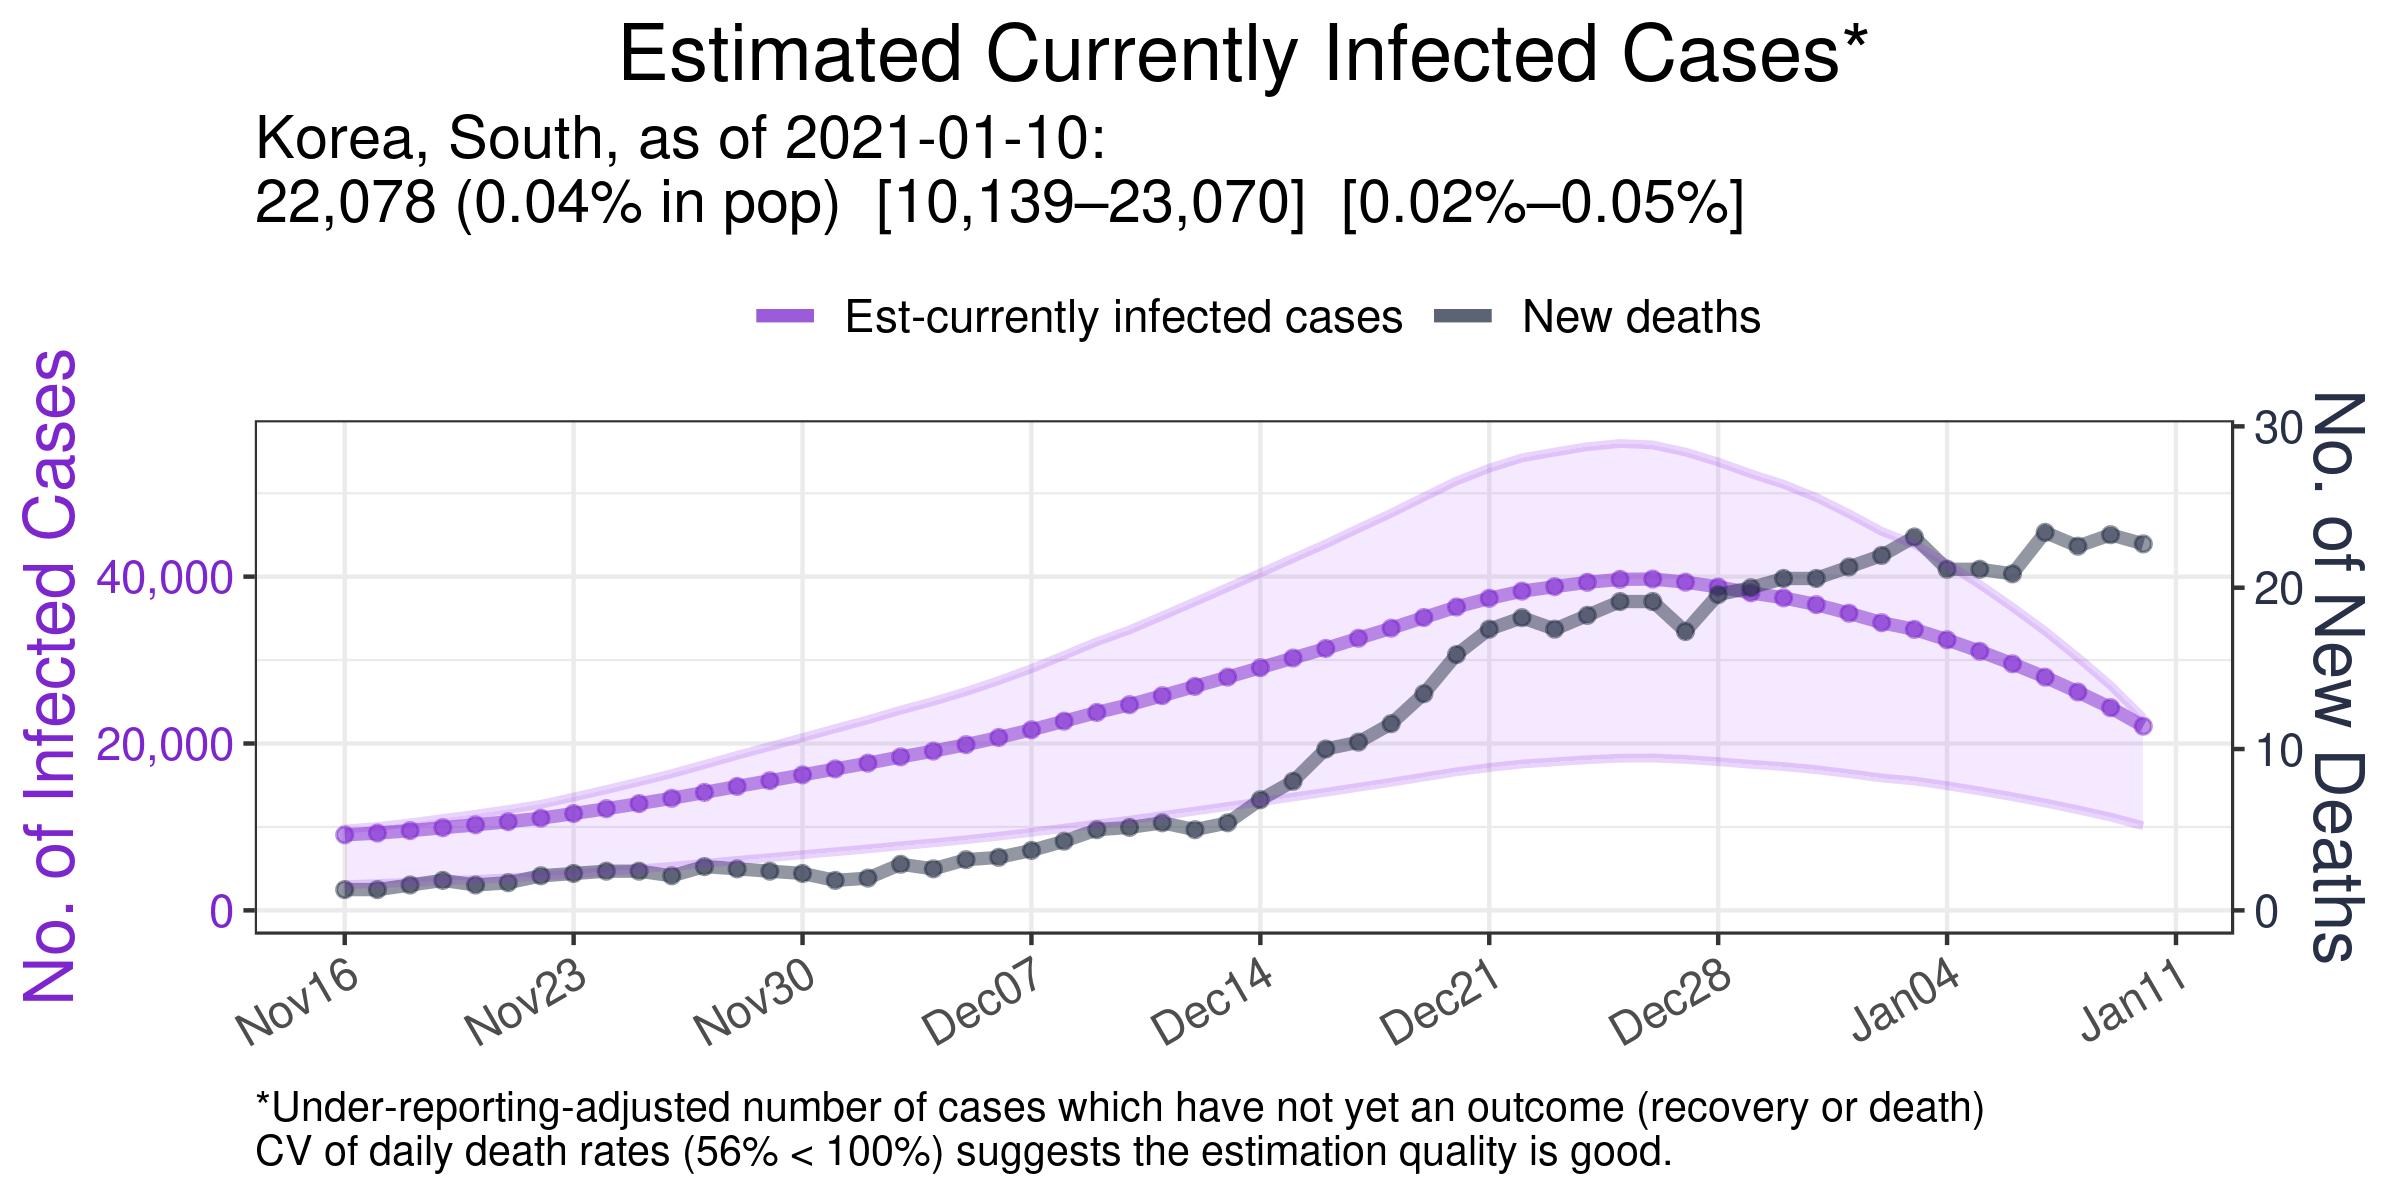 Estimated Currently Infected Cases*
Korea, South, as of 2021-01-10:
22,078 (0.04% in pop)  [10,139–23,070]  [0.02%–0.05%]
Est-currently infected cases
New deaths
No. of Infected Cases
40,000
20,000
0
30
20
10
0
No. of New Deaths
Nov16
Nov23
Nov30
Dec07
Dec14
Dec21
Dec28
Jan04
Jan11
*Under-reporting-adjusted number of cases which have not yet an outcome (recovery or death)
CV of daily death rates (56% < 100%) suggests the estimation quality is good.